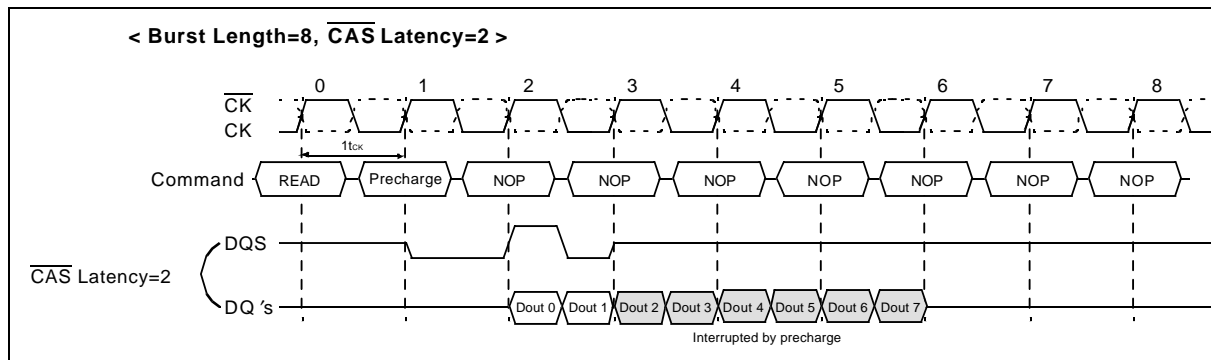 < Burst Length=8, CAS Latency=2 >
0 1 2 3 4 5 6 7 8
CK
CK
1tCK
Command READ Precharge NOP NOP NOP NOP NOP NOP NOP
DQS
CAS Latency=2
DQ's Dout 0 Dout 1 Dout 2 Dout 3 Dout 4 Dout 5 Dout 6 Dout 7
Interrupted by precharge